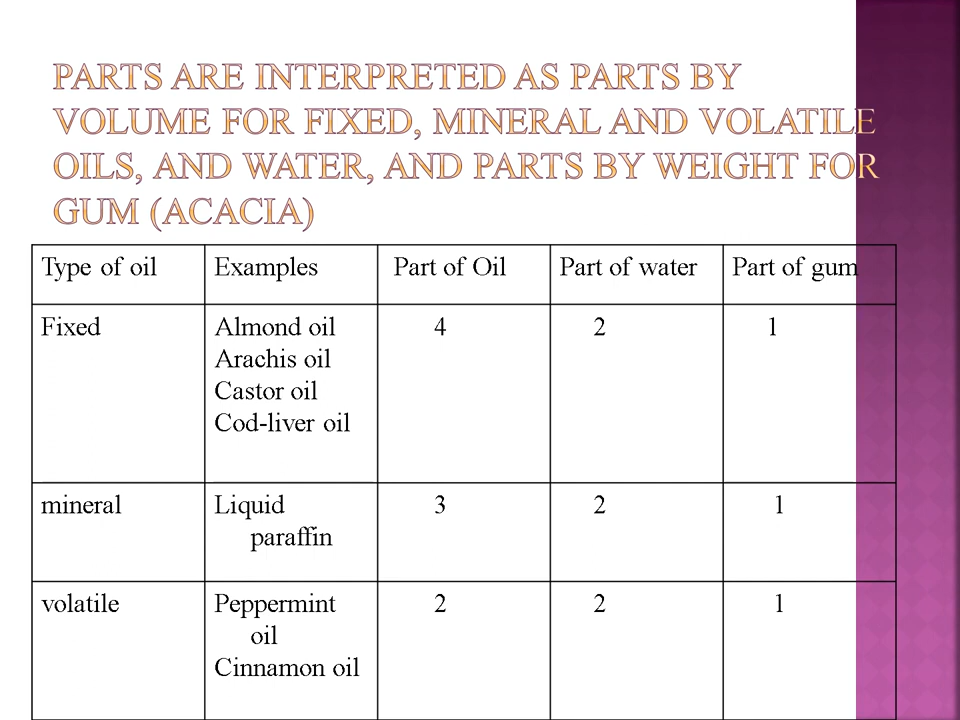 PARTS ARE INTERPRETED AS PARTS BY
VOLUME FOR FIXED, MINERAL AND VOLATILE
OILS, AND WATER, AND PARTS BY WEIGHT FOR
GUM (ACACIA)
Type of oil Examples Part of Oil Part of water Part of gum
Fixed Almond oil 4 2 1
Arachis oil
Castor oil
Cod-liver oil
mineral Liquid 3 2 1
paraffin
volatile Peppermint 2 2 1
oil
Cinnamon oil